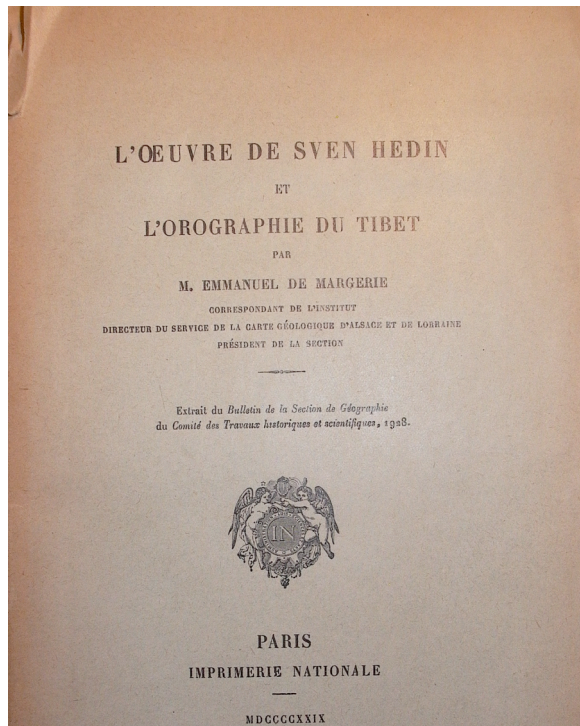 L'ŒUVRE DE SVEN HEDIN
ET
L'OROGRAPHIE DU TIBET
PAR
M. EMMANUEL DE MARGERIE
CORRESPONDANT DE L'INSTITUT
DIRECTEUR DU SERVICE DE LA CARTE GÉOLOGIQUE D'ALSACE ET DE LORRAINE
PRÉSIDENT DE LA SECTION
Extrait du Bulletin de la Section de Géographie
du Comité des Travaux historiques et scientifiques, 1928.
IN
PARIS
IMPRIMERIE NATIONALE
MDCCCCXXIX